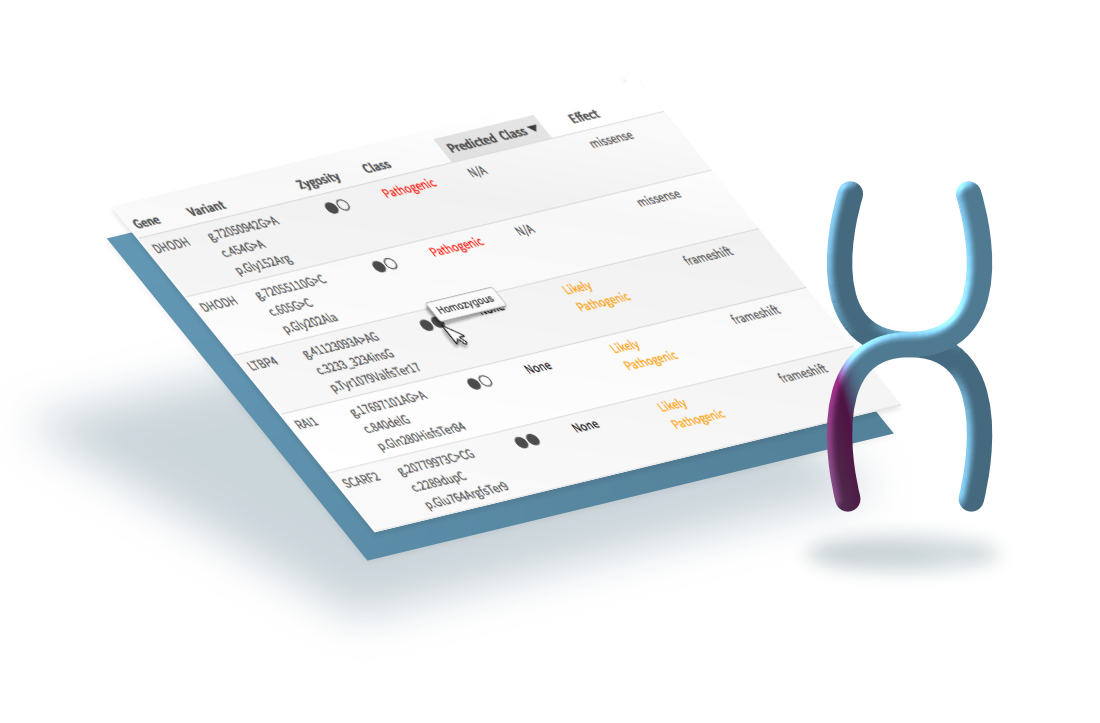 Gene Variant Zygosity Class Predicted Class ▼ Effect
DHODH g.72050942G>A Pathogenic N/A missense
c.454G>A
p.Gly152Arg
DHODH g.72055110G>C Pathogenic N/A missense
c.605G>C
p.Gly202Ala
LTBP4 g.41123093A>AG Homozygous None Likely frameshift
c.3233_3234insG Pathogenic
p.Tyr1079ValfsTer17
RAI1 g.17697101AG>A None Likely frameshift
c.840delG Pathogenic
p.Gln280HisfsTer84
SCARF2 g.20779973C>CG None Likely frameshift
c.2289dupC Pathogenic
p.Glu764ArgfsTer9